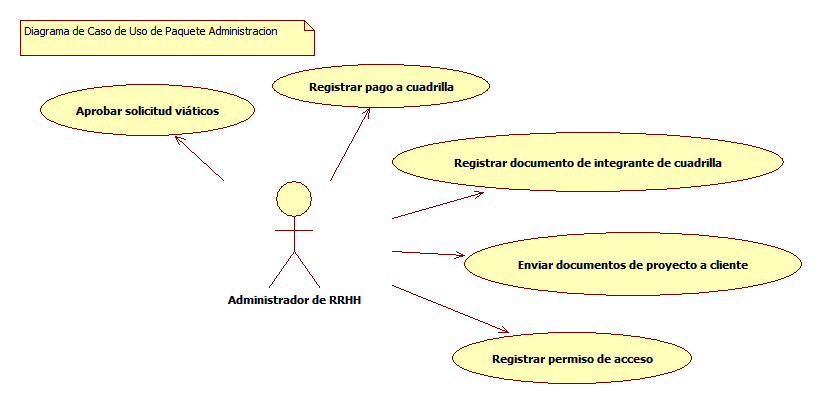 Diagrama de Caso de Uso de Paquete Administracion
Registrar pago a cuadrilla
Aprobar solicitud viáticos
Registrar documento de integrante de cuadrilla
Enviar documentos de proyecto a cliente
Administrador de RRHH
Registrar permiso de acceso